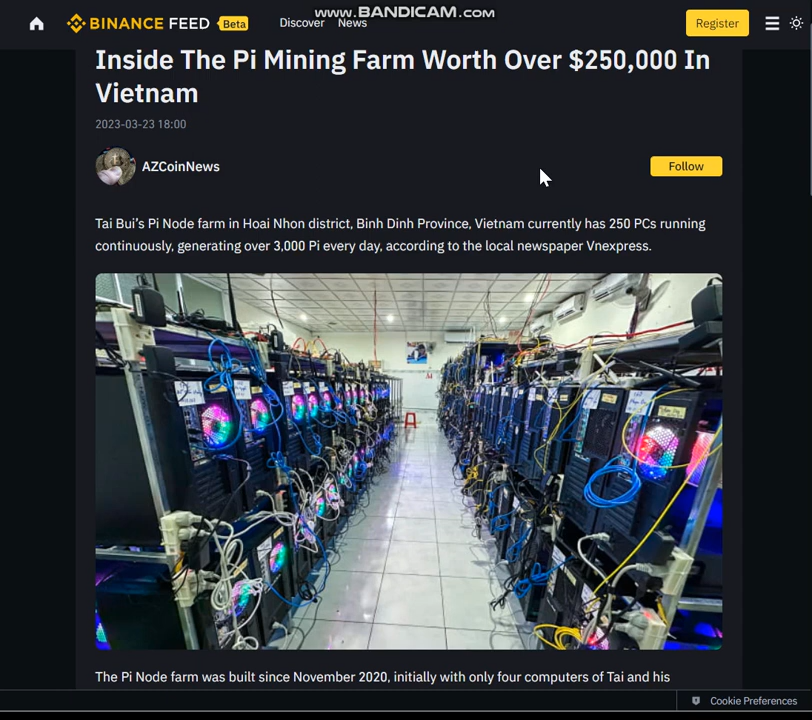 www.BANDICAM.com
BINANCE FEED Beta Discover News Register
Inside The Pi Mining Farm Worth Over $250,000 In
Vietnam
2023-03-23 18:00
AZCoinNews Follow
Tai Bui’s Pi Node farm in Hoai Nhon district, Binh Dinh Province, Vietnam currently has 250 PCs running
continuously, generating over 3,000 Pi every day, according to the local newspaper Vnexpress.
The Pi Node farm was built since November 2020, initially with only four computers of Tai and his
Cookie Preferences